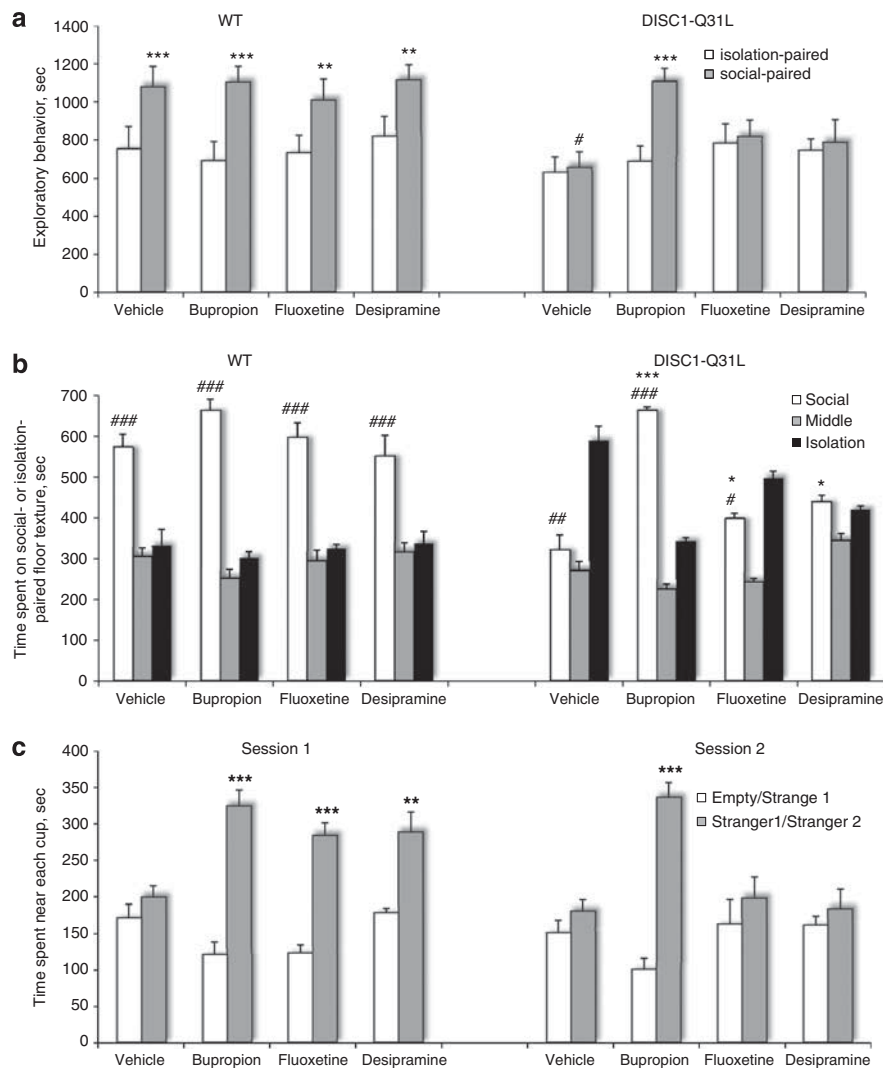 a
WT
DISC1-Q31L
Exploratory behavior, sec
1400
1200
1000
800
600
400
200
0
***
***
**
**
#
***
isolation-paired
social-paired
Vehicle Bupropion Fluoxetine Desipramine
Vehicle Bupropion Fluoxetine Desipramine
b
WT
DISC1-Q31L
Time spent on social- or isolation-
paired floor texture, sec
700
600
500
400
300
200
100
0
###
###
###
###
##
***
###
*
#
*
Social
Middle
Isolation
Vehicle Bupropion Fluoxetine Desipramine
Vehicle Bupropion Fluoxetine Desipramine
c
Session 1
Session 2
Time spent near each cup, sec
400
350
300
250
200
150
100
50
0
***
***
**
***
Empty/Strange 1
Stranger1/Stranger 2
Vehicle Bupropion Fluoxetine Desipramine
Vehicle Bupropion Fluoxetine Desipramine